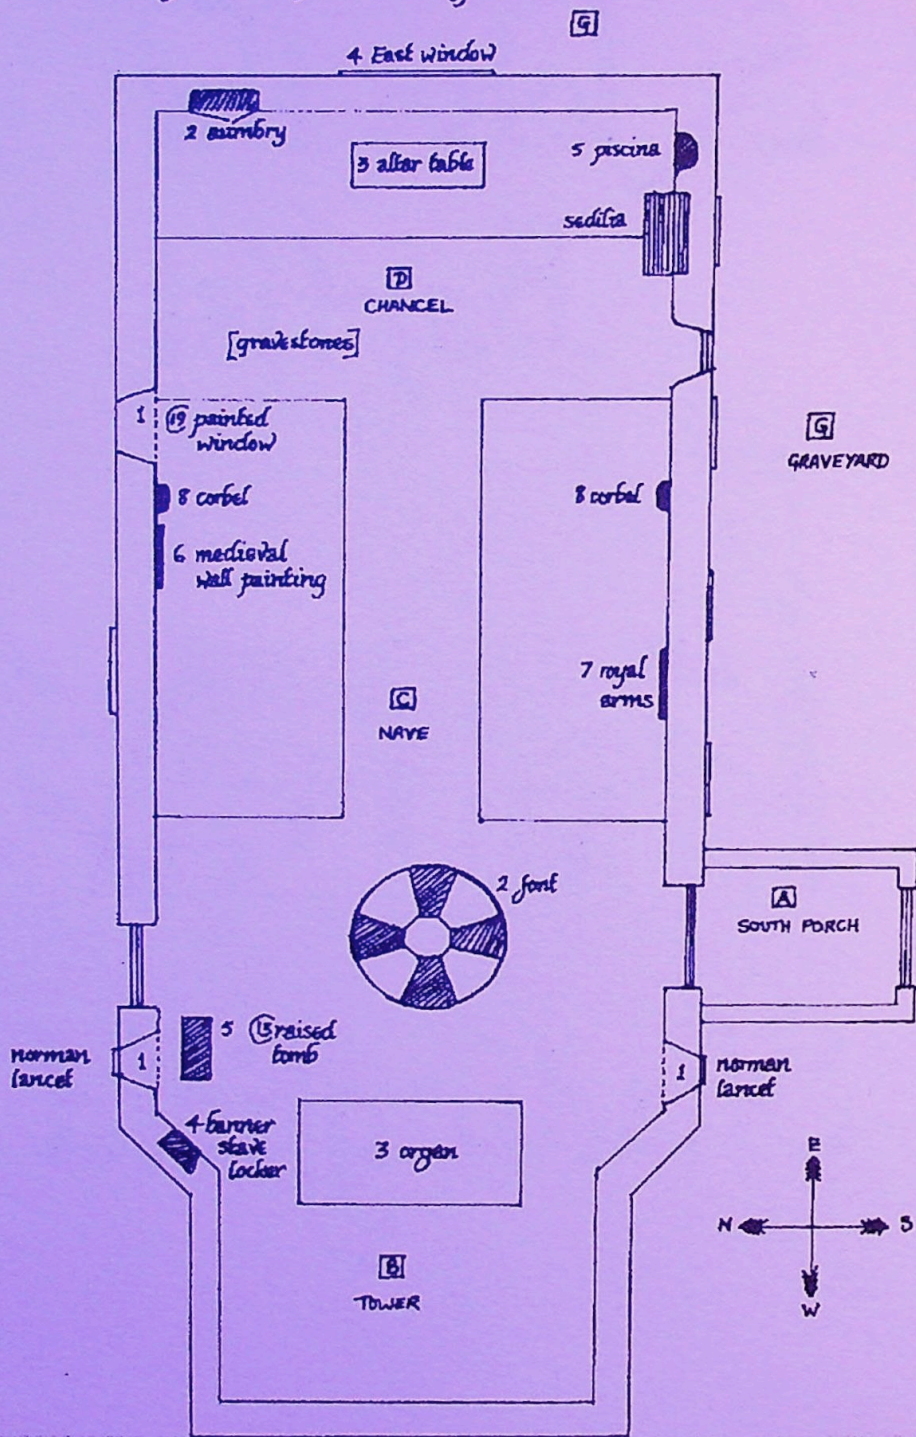 G
4 East window
2 aumbry
3 altar table
5 piscina
sedilia
D
CHANCEL
[gravestones]
1
19 painted
window
G
GRAVEYARD
8 corbel
8 corbel
6 medieval
wall painting
7 royal
arms
C
NAVE
2 font
A
SOUTH PORCH
5 13 raised
tomb
norman
lancet
1
1
norman
lancet
4 banner
stave
locker
3 organ
E
N
S
W
B
TOWER